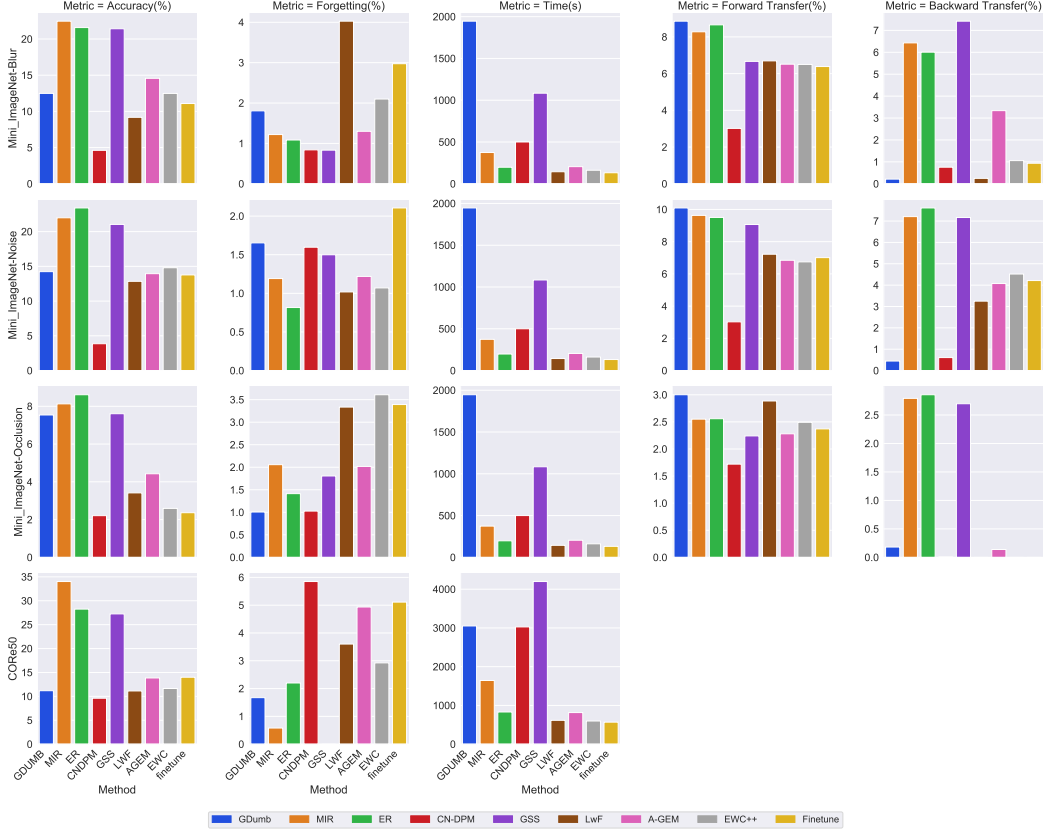 Metric = Accuracy(%)
Metric = Forgetting(%)
Metric = Time(s)
Metric = Forward Transfer(%)
Metric = Backward Transfer(%)
Mini_ImageNet-Blur
20
15
10
5
0
4
3
2
1
0
2000
1750
1500
1250
1000
750
500
250
0
8
6
4
2
0
7
6
5
4
3
2
1
0
Mini_ImageNet-Noise
20
15
10
5
0
2.0
1.5
1.0
0.5
0.0
2000
1500
1000
500
0
10
8
6
4
2
0
7
6
5
4
3
2
1
0
Mini_ImageNet-Occlusion
8
6
4
2
0
3.5
3.0
2.5
2.0
1.5
1.0
0.5
0.0
2000
1500
1000
500
0
3.0
2.5
2.0
1.5
1.0
0.5
0.0
2.5
2.0
1.5
1.0
0.5
0.0
CORe50
35
30
25
20
15
10
5
0
6
5
4
3
2
1
0
4000
3000
2000
1000
0
GDUMB
MIR
ER
CNDPM
GSS
LWF
AGEM
EWC
finetune
GDUMB
MIR
ER
CNDPM
GSS
LWF
AGEM
EWC
finetune
GDUMB
MIR
ER
CNDPM
GSS
LWF
AGEM
EWC
finetune
Method
Method
Method
GDumb
MIR
ER
CN-DPM
GSS
LwF
A-GEM
EWC++
Finetune